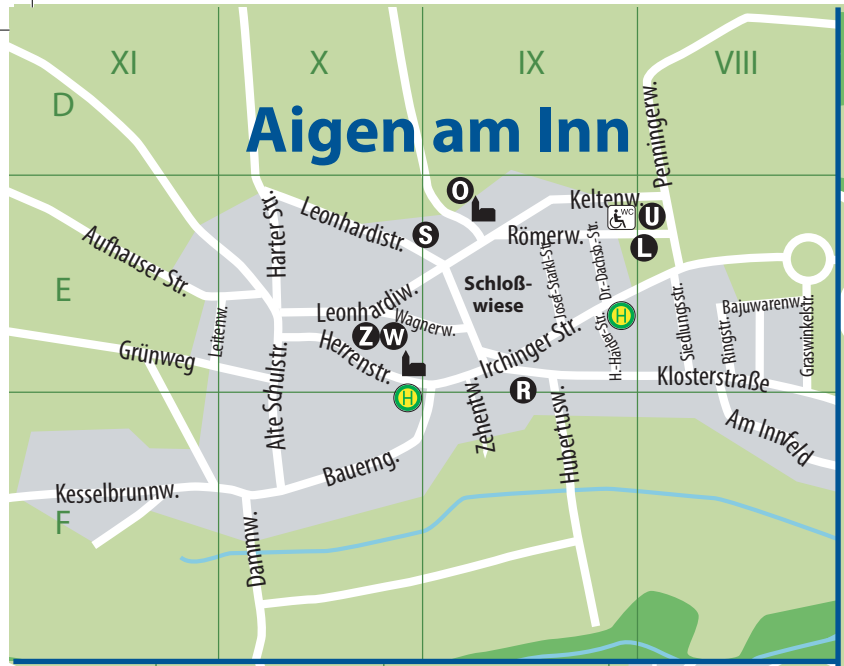 XI
X
IX
VIII
D
Aigen am Inn
Penningerw.
O
Keltenw.
WC
U
Leonhardistr.
S
Römerw.
L
Harter Str.
Aufhauser Str.
Josef-Starkl-Str.
Dr.-Dachsb.-Str.
E
Schloß-
wiese
Leonhardiw.
Wagnerw.
Leitenw.
Z
W
H
Siedlungsstr.
Bajuwarenw.
Ringstr.
Graswinkelstr.
Herrenstr.
Irchinger Str.
Grünweg
Alte Schulstr.
H
R
Klosterstraße
Zehentw.
Hubertusw.
Am Innfeld
Bauerng.
Kesselbrunnw.
F
Dammw.